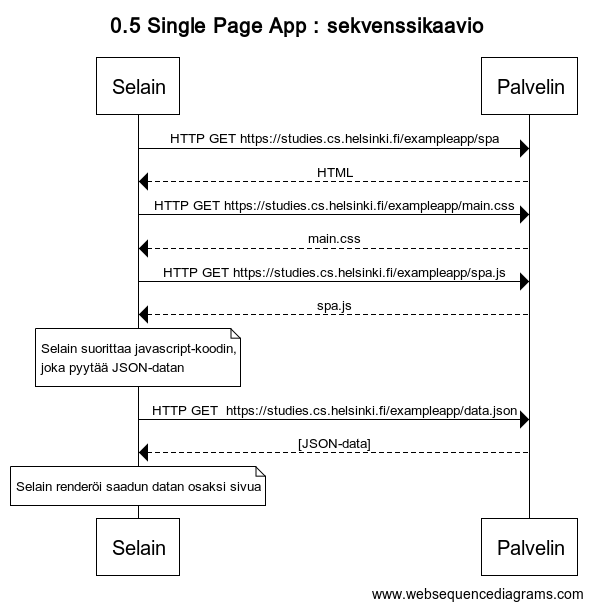 0.5 Single Page App : sekvenssikaavio
Selain
Palvelin
HTTP GET https://studies.cs.helsinki.fi/exampleapp/spa
HTML
HTTP GET https://studies.cs.helsinki.fi/exampleapp/main.css
main.css
HTTP GET https://studies.cs.helsinki.fi/exampleapp/spa.js
spa.js
Selain suorittaa javascript-koodin,
joka pyytää JSON-datan
HTTP GET  https://studies.cs.helsinki.fi/exampleapp/data.json
[JSON-data]
Selain renderöi saadun datan osaksi sivua
Selain
Palvelin
www.websequencediagrams.com